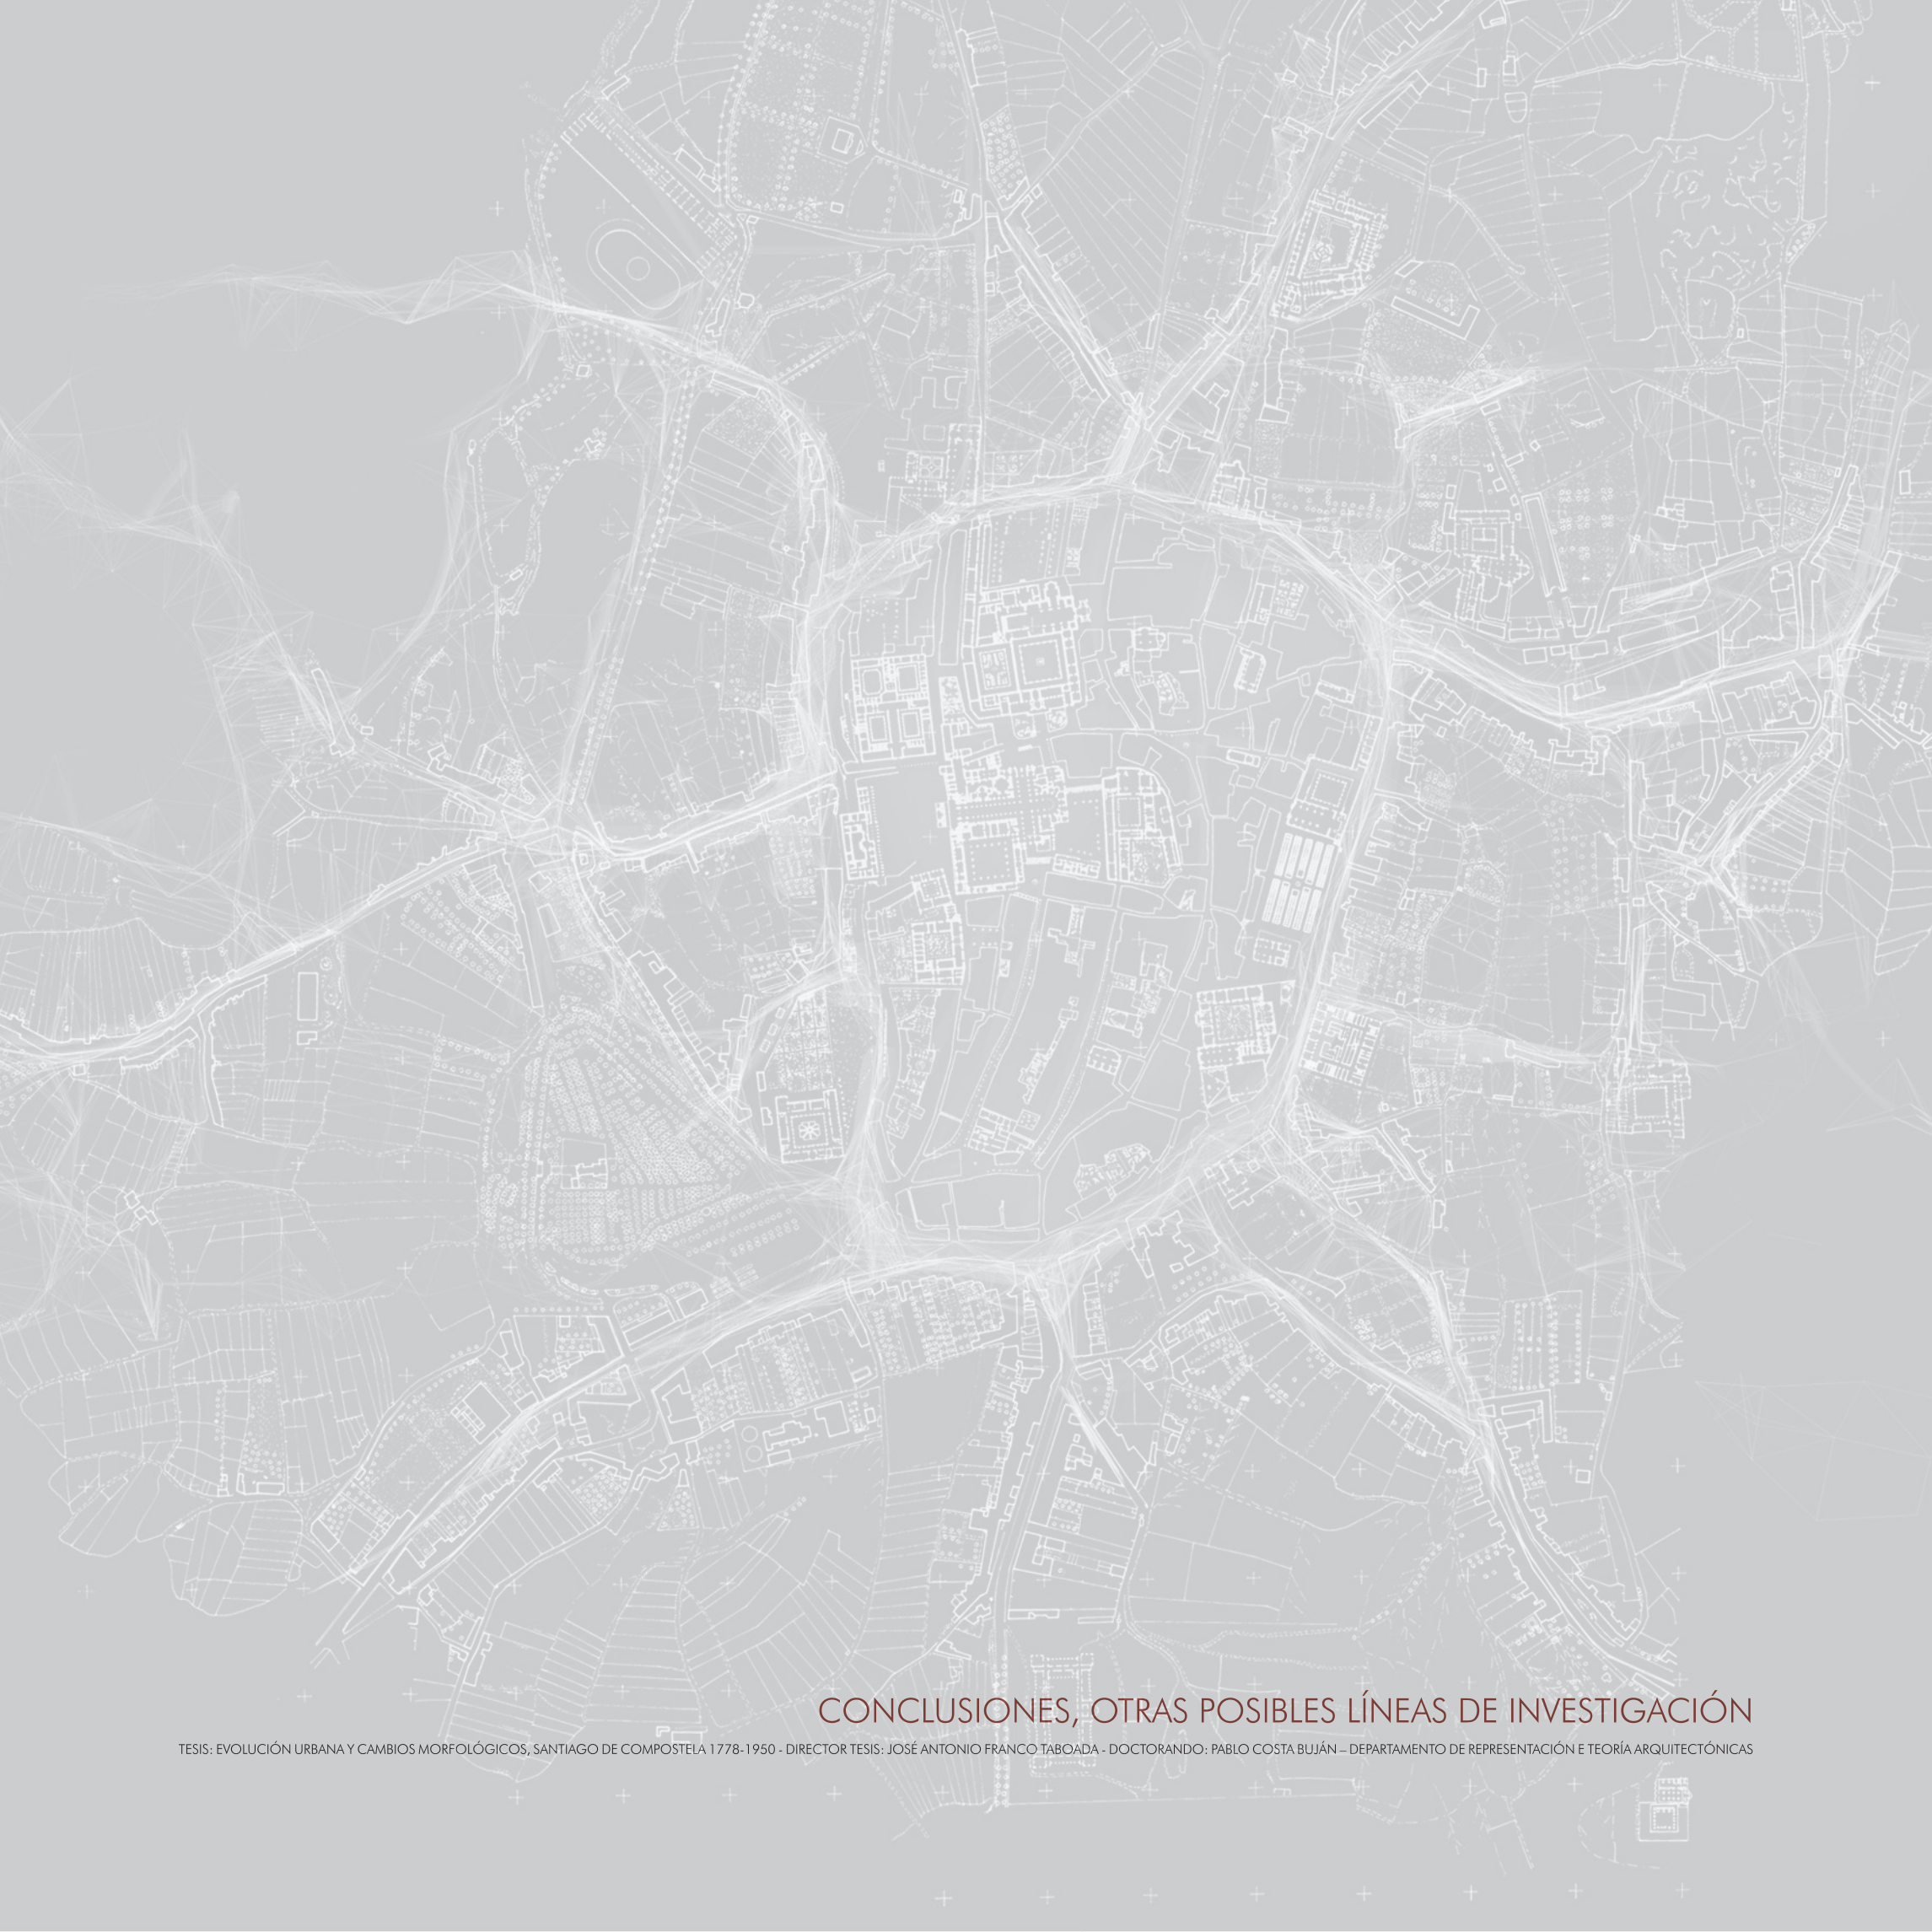 CONCLUSIONES, OTRAS POSIBLES LÍNEAS DE INVESTIGACIÓN
TESIS: EVOLUCIÓN URBANA Y CAMBIOS MORFOLÓGICOS, SANTIAGO DE COMPOSTELA 1778-1950 - DIRECTOR TESIS: JOSÉ ANTONIO FRANCO TABOADA - DOCTORANDO: PABLO COSTA BUJÁN – DEPARTAMENTO DE REPRESENTACIÓN E TEORÍA ARQUITECTÓNICAS